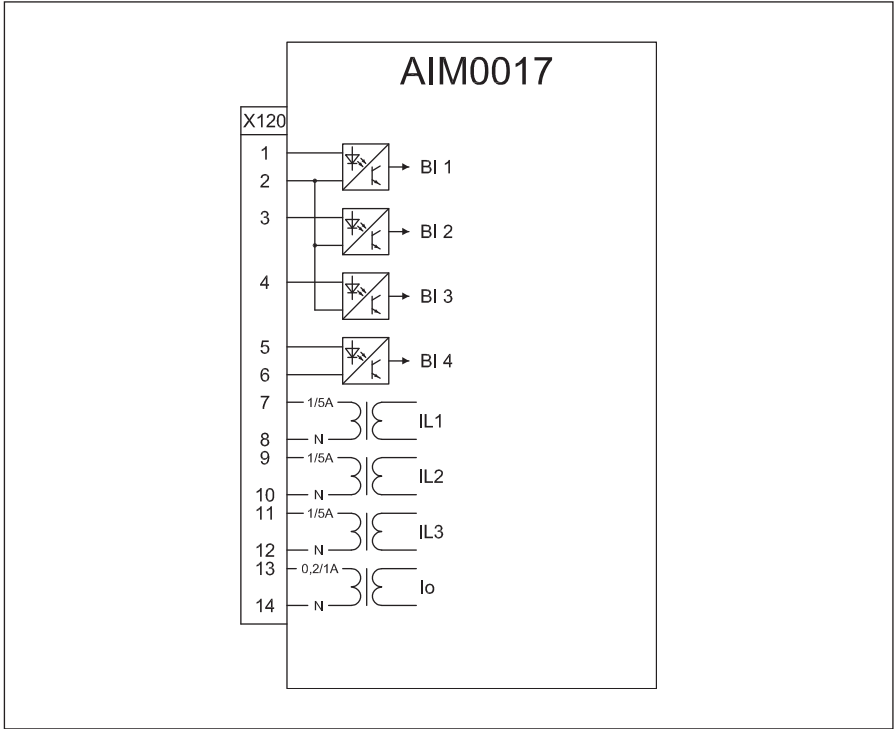 AIM0017
X120
1
2
BI 1
3
BI 2
4
BI 3
5
6
BI 4
7
1/5A
8
N
IL1
9
1/5A
10
N
IL2
11
1/5A
12
N
IL3
13
0,2/1A
14
N
Io